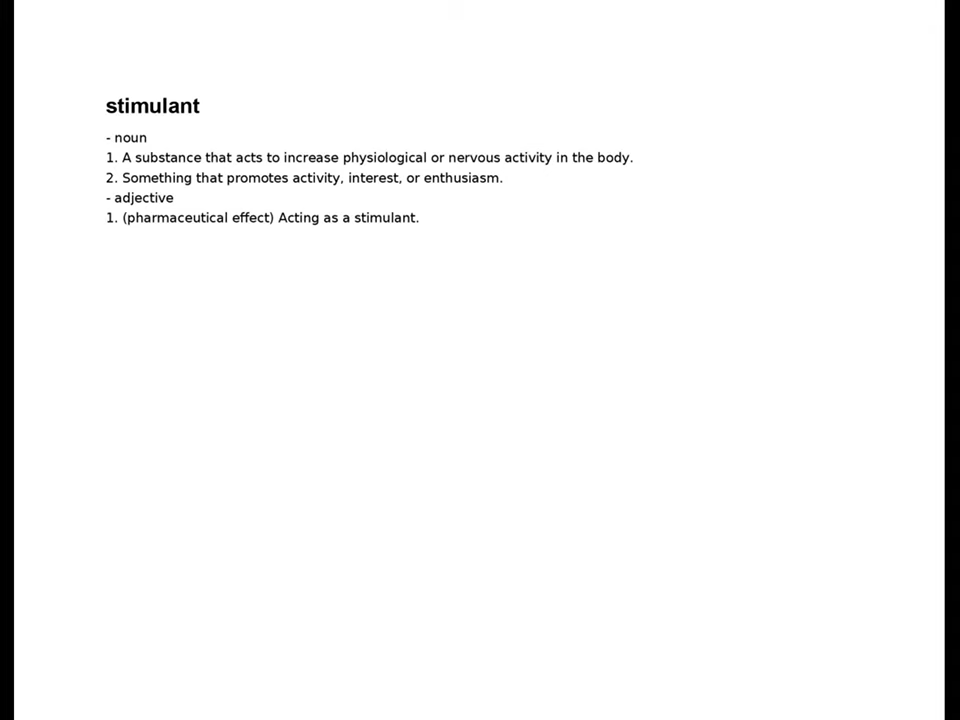 stimulant
- noun
1. A substance that acts to increase physiological or nervous activity in the body.
2. Something that promotes activity, interest, or enthusiasm.
- adjective
1. (pharmaceutical effect) Acting as a stimulant.